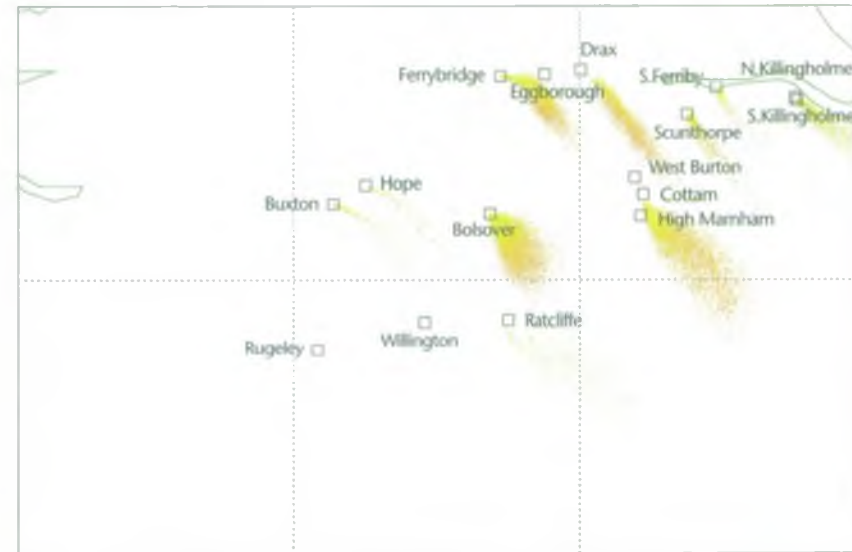 Drax
Ferrybridge
Eggborough
S.Ferriby
N.Killingholme
S.Killingholme
Scunthorpe
West Burton
Hope
Cottam
Buxton
High Marnham
Bolsover
Ratcliffe
Willington
Rugeley